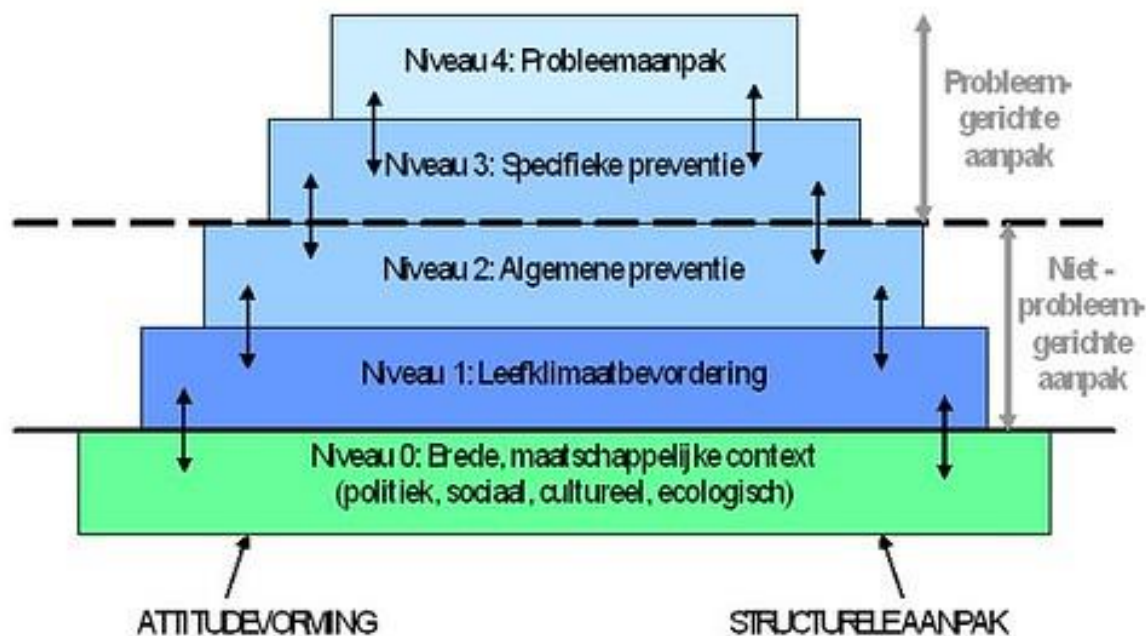 Niveau 4: Probleemaanpak
Probleem-
gerichte
aanpak
Niveau 3: Specifieke preventie
Niveau 2: Algemene preventie
Niet -
probleem-
gerichte
aanpak
Niveau 1: Leefklimaatbevordering
Niveau 0: Brede, maatschappelijke context
(politiek, sociaal, cultureel, ecologisch)
ATTITUDEVORMING
STRUCTURELE AANPAK